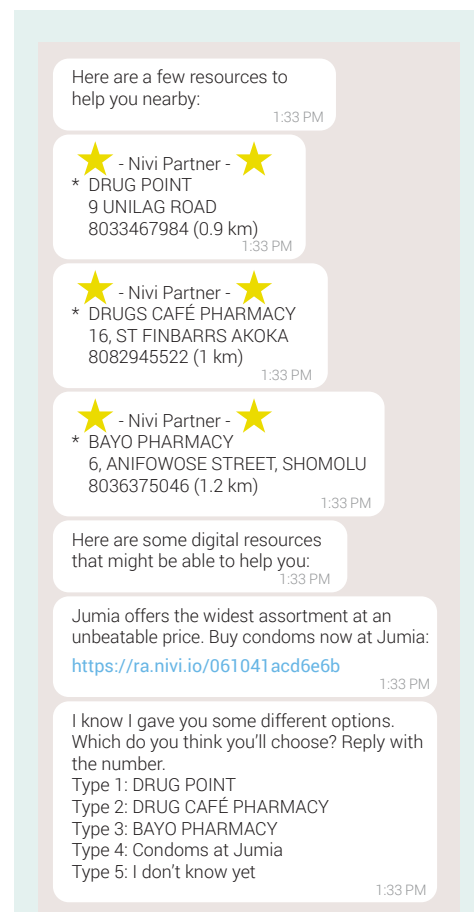 Here are a few resources to
help you nearby:
1:33 PM
- Nivi Partner -
* DRUG POINT
9 UNILAG ROAD
8033467984 (0.9 km)
1:33 PM
- Nivi Partner -
* DRUGS CAFÉ PHARMACY
16, ST FINBARRS AKOKA
8082945522 (1 km)
1:33 PM
- Nivi Partner -
* BAYO PHARMACY
6, ANIFOWOSE STREET, SHOMOLU
8036375046 (1.2 km)
1:33 PM
Here are some digital resources
that might be able to help you:
1:33 PM
Jumia offers the widest assortment at an
unbeatable price. Buy condoms now at Jumia:
https://ra.nivi.io/061041acd6e6b
1:33 PM
I know I gave you some different options.
Which do you think you’ll choose? Reply with
the number.
Type 1: DRUG POINT
Type 2: DRUG CAFÉ PHARMACY
Type 3: BAYO PHARMACY
Type 4: Condoms at Jumia
Type 5: I don’t know yet
1:33 PM